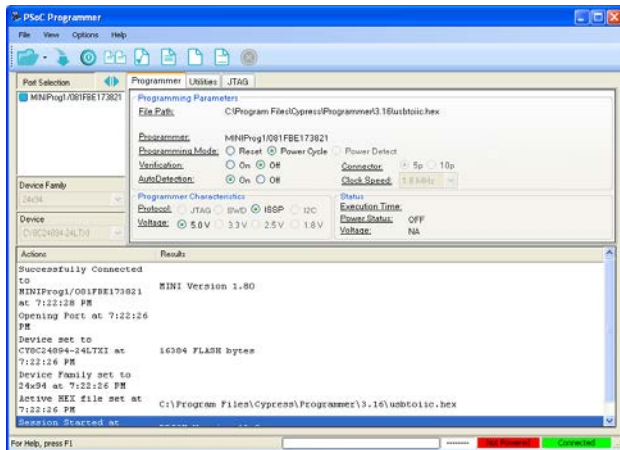 PSoC Programmer
File View Options Help
Port Selection
MINIProg1/081FBE173821
Device Family
24x94
Device
CY8C24894-24LTXI
Programmer Utilities JTAG
Programming Parameters
File Path: C:\Program Files\Cypress\Programmer\3.16\usbtoiic.hex
Programmer: MINIProg1/081FBE173821
Programming Mode: Reset Power Cycle Power Detect
Verification: On Off Connector: 5p 10p
AutoDetection: On Off Clock Speed: 1.6 MHz
Programmer Characteristics
Protocol: JTAG SWD ISSP I2C
Voltage: 5.0 V 3.3 V 2.5 V 1.8 V
Status
Execution Time:
Power Status: OFF
Voltage: NA
Actions Results
Successfully Connected
to
MINIProg1/081FBE173821 MINI Version 1.80
at 7:22:28 PM
Opening Port at 7:22:26
PM
Device set to
CY8C24894-24LTXI at 16384 FLASH bytes
7:22:26 PM
Device Family set to
24x94 at 7:22:26 PM
Active HEX file set at C:\Program Files\Cypress\Programmer\3.16\usbtoiic.hex
7:22:26 PM
Session Started at
For Help, press F1
Not Powered
Connected